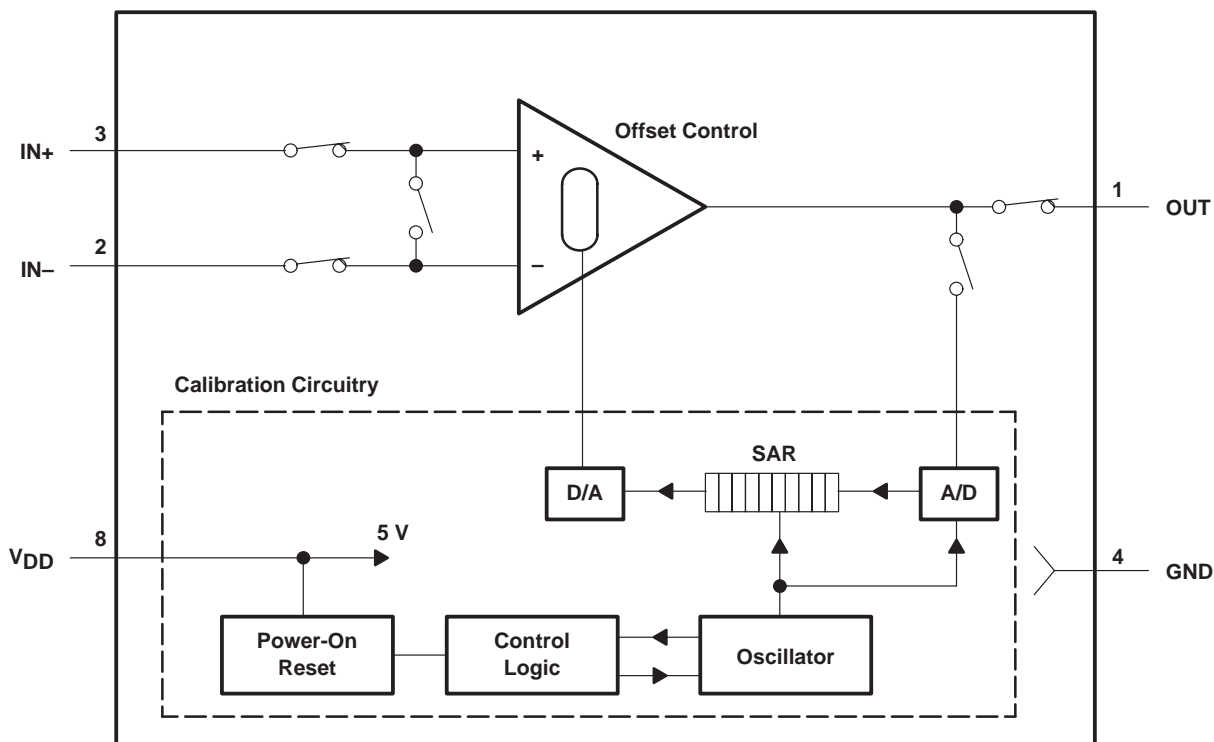 Offset Control
3
IN+
+
1
OUT
2
IN–
–
Calibration Circuitry
SAR
D/A
A/D
5 V
8
VDD
4
GND
Power-On
Reset
Control
Logic
Oscillator